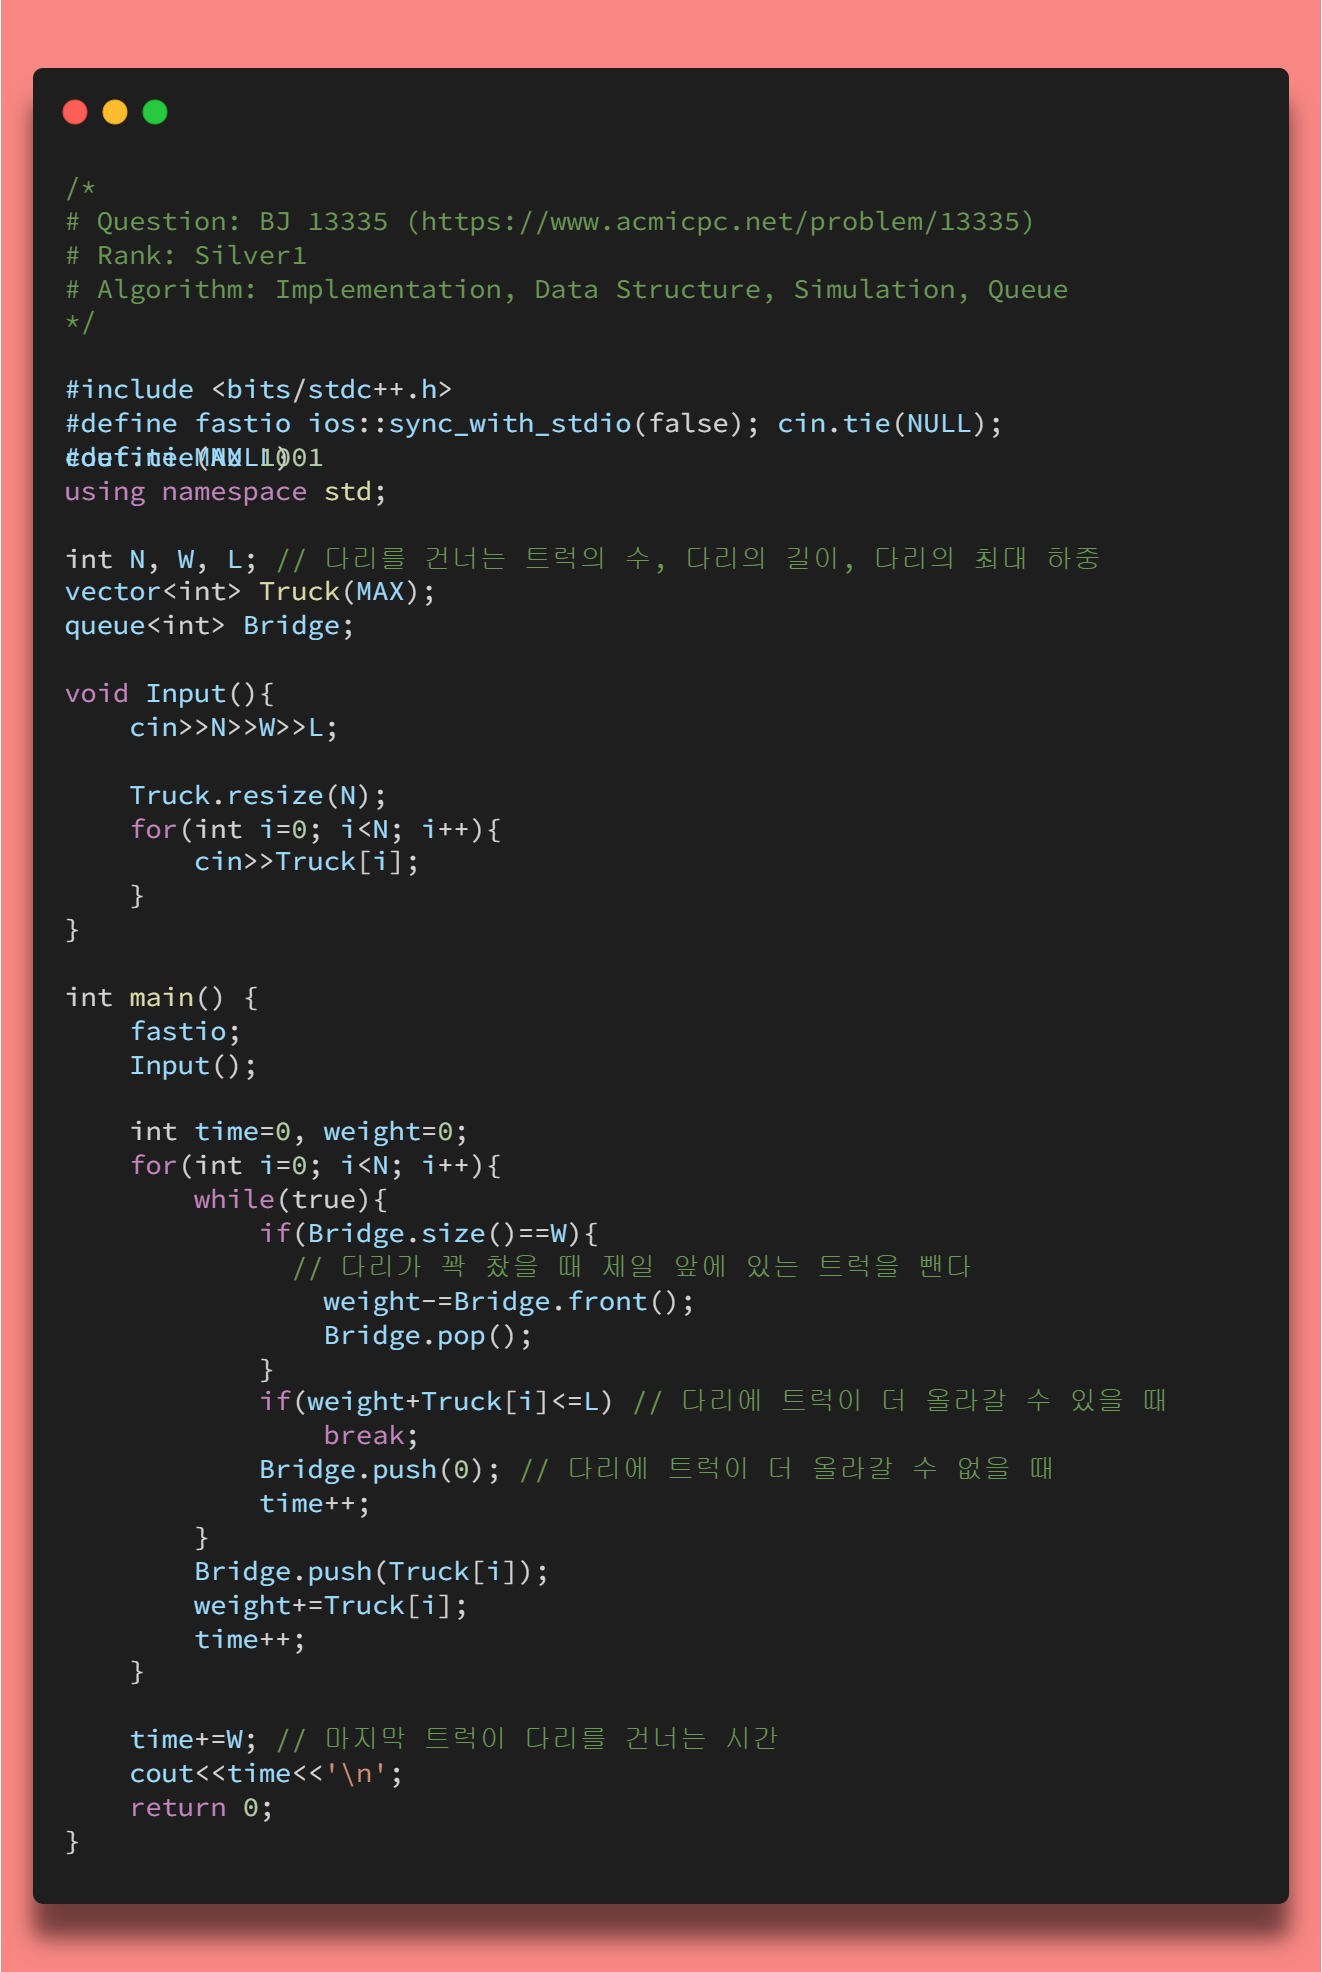 /*
# Question: BJ 13335 (https://www.acmicpc.net/problem/13335)
# Rank: Silver1
# Algorithm: Implementation, Data Structure, Simulation, Queue
*/
#include <bits/stdc++.h>
#define fastio ios::sync_with_stdio(false); cin.tie(NULL);
cout.tie(NULL)
#define MAX 1001
using namespace std;
int N, W, L; // 다리를 건너는 트럭의 수, 다리의 길이, 다리의 최대 하중
vector<int> Truck(MAX);
queue<int> Bridge;
void Input(){
    cin>>N>>W>>L;
    Truck.resize(N);
    for(int i=0; i<N; i++){
        cin>>Truck[i];
    }
}
int main() {
    fastio;
    Input();
    int time=0, weight=0;
    for(int i=0; i<N; i++){
        while(true){
            if(Bridge.size()==W){
              // 다리가 꽉 찼을 때 제일 앞에 있는 트럭을 뺀다
                weight-=Bridge.front();
                Bridge.pop();
            }
            if(weight+Truck[i]<=L) // 다리에 트럭이 더 올라갈 수 있을 때
                break;
            Bridge.push(0); // 다리에 트럭이 더 올라갈 수 없을 때
            time++;
        }
        Bridge.push(Truck[i]);
        weight+=Truck[i];
        time++;
    }
    time+=W; // 마지막 트럭이 다리를 건너는 시간
    cout<<time<<'\n';
    return 0;
}